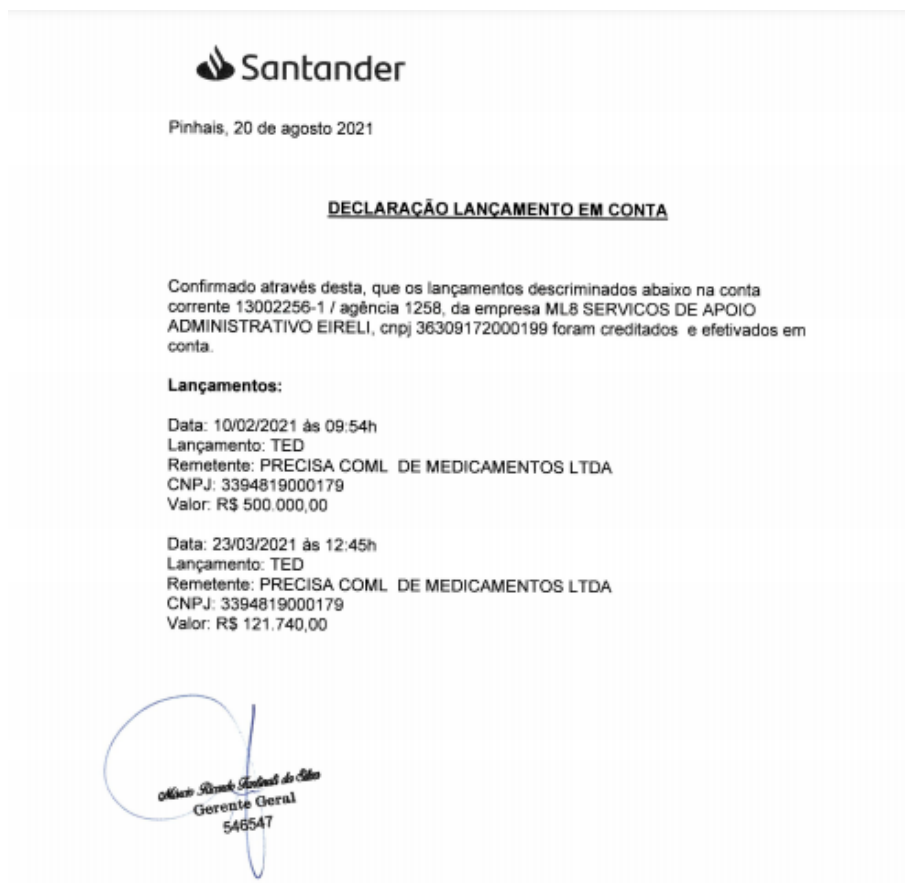 Santander
Pinhais, 20 de agosto 2021
DECLARAÇÃO LANÇAMENTO EM CONTA
Confirmado através desta, que os lançamentos descriminados abaixo na conta
corrente 13002256-1 / agência 1258, da empresa ML8 SERVICOS DE APOIO
ADMINISTRATIVO EIRELI, cnpj 36309172000199 foram creditados e efetivados em
conta.
Lançamentos:
Data: 10/02/2021 às 09:54h
Lançamento: TED
Remetente: PRECISA COML DE MEDICAMENTOS LTDA
CNPJ: 3394819000179
Valor: R$ 500.000,00
Data: 23/03/2021 às 12:45h
Lançamento: TED
Remetente: PRECISA COML DE MEDICAMENTOS LTDA
CNPJ: 3394819000179
Valor: R$ 121.740,00
da Silva
Gerente Geral
546547